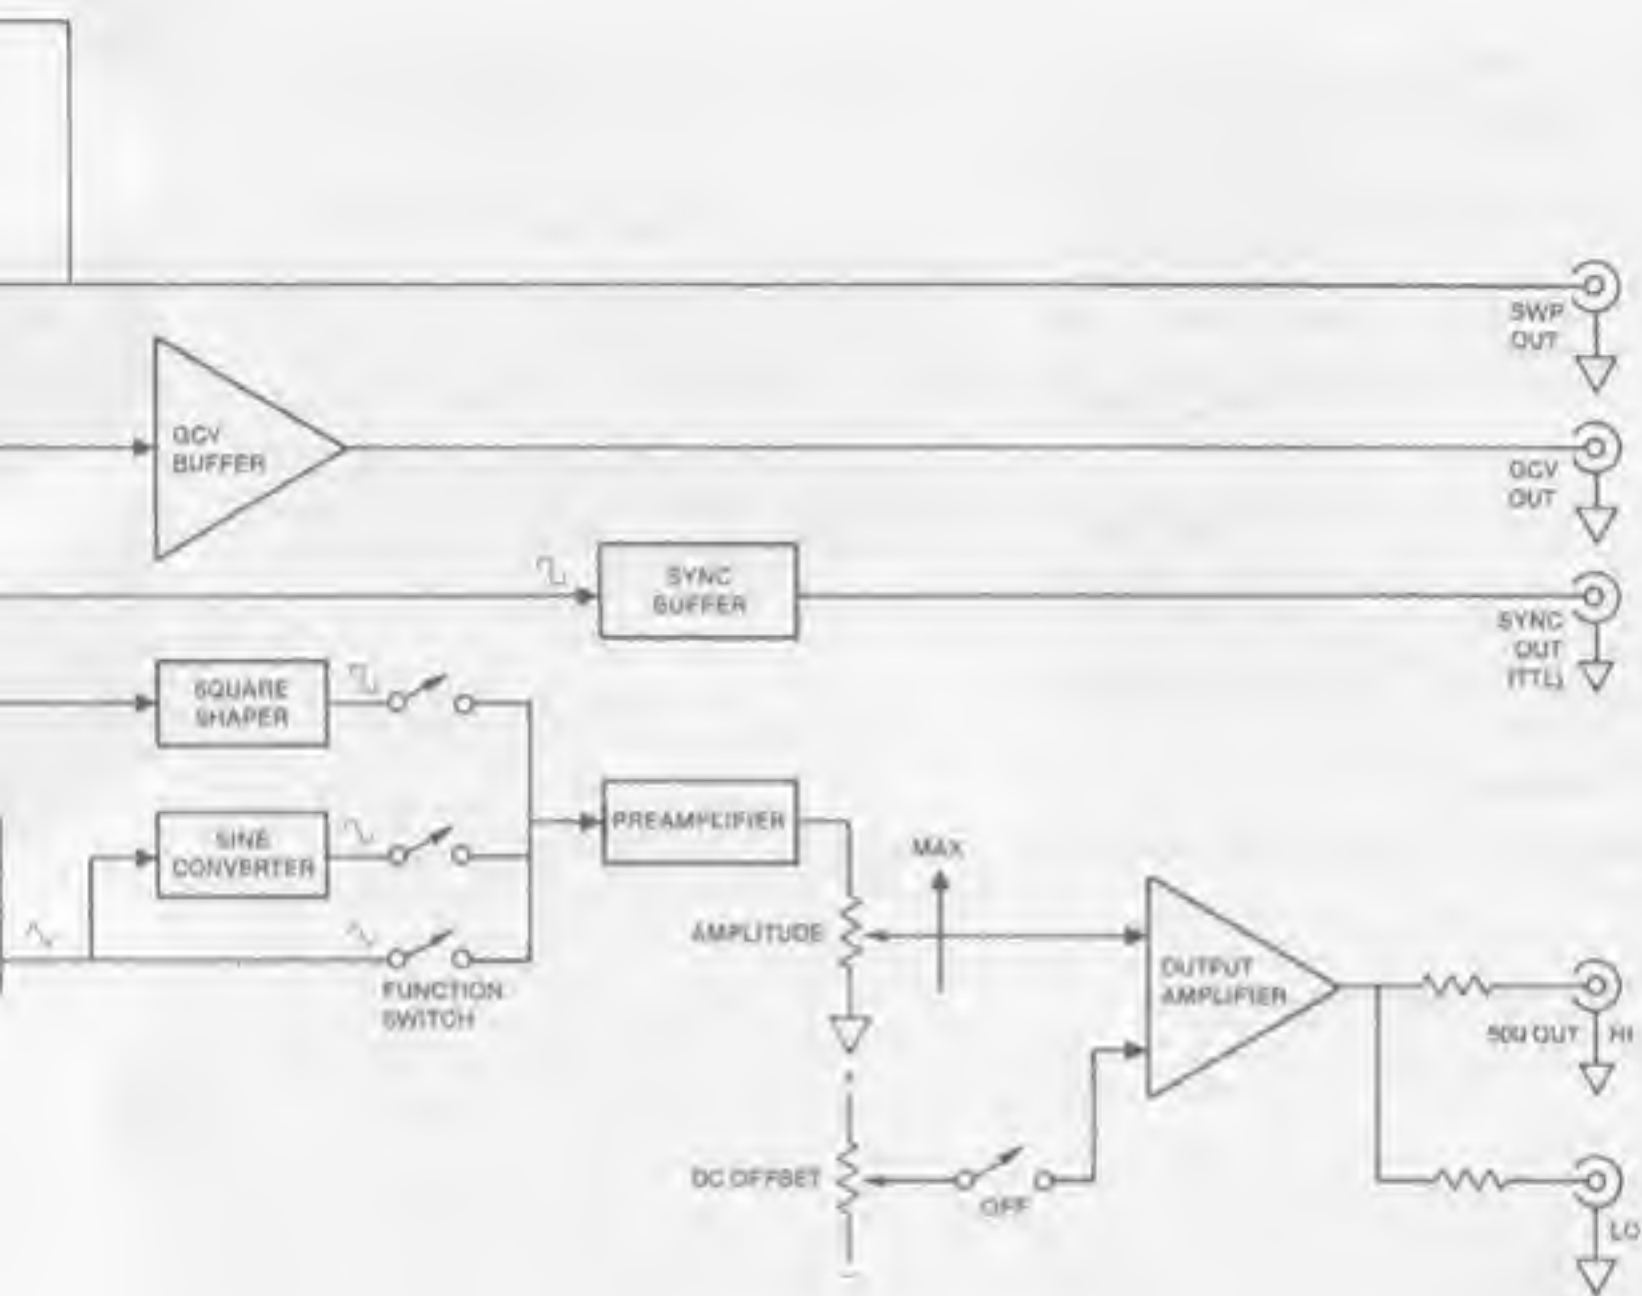 SWP
OUT
GCV
BUFFER
GCV
OUT
SYNC
BUFFER
SYNC
OUT
(TTL)
SQUARE
SHAPER
SINE
CONVERTER
PREAMPLIFIER
MAX
AMPLITUDE
FUNCTION
SWITCH
OUTPUT
AMPLIFIER
50Ω OUT HI
DC OFFSET
OFF
LO